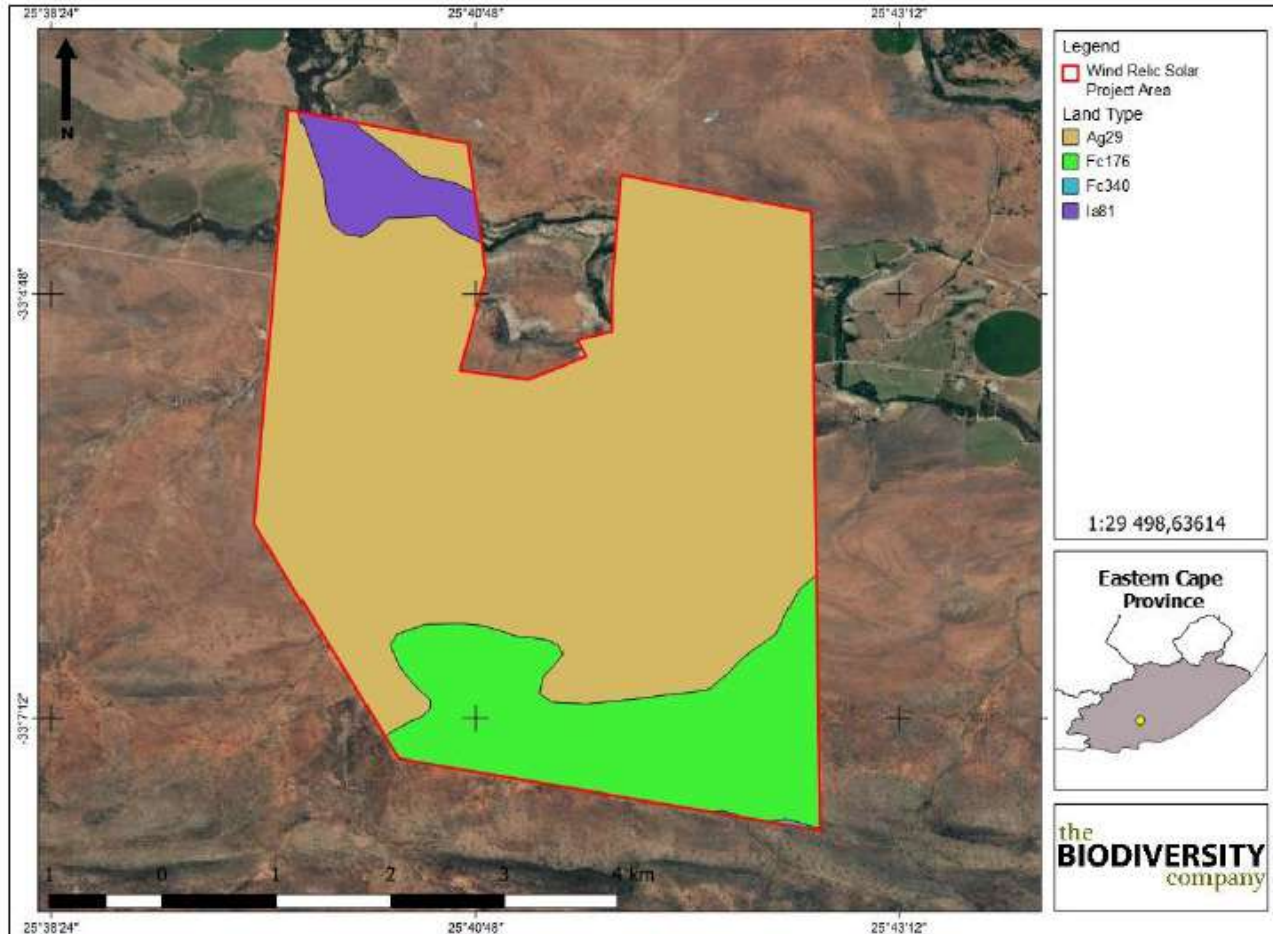 25°38'24"
25°40'48"
25°43'12"
N
-33°4'48"
-33°7'12"
1
0
1
2
3
4 km
25°38'24"
25°40'48"
25°43'12"
Legend
Wind Relic Solar
Project Area
Land Type
Ag29
Fc176
Fc340
Ia81
1:29 498,63614
Eastern Cape
Province
the
BIODIVERSITY
company